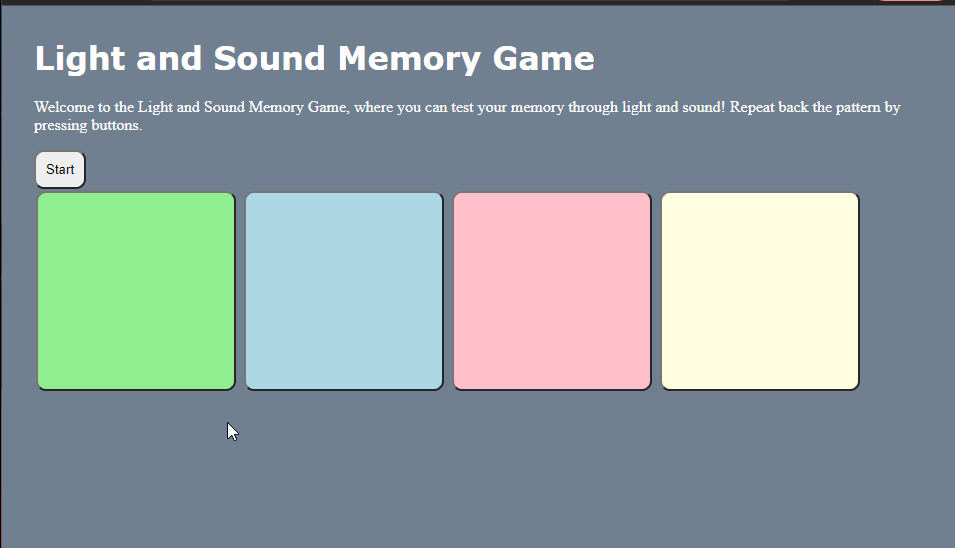 Light and Sound Memory Game
Welcome to the Light and Sound Memory Game, where you can test your memory through light and sound! Repeat back the pattern by
pressing buttons.
Start